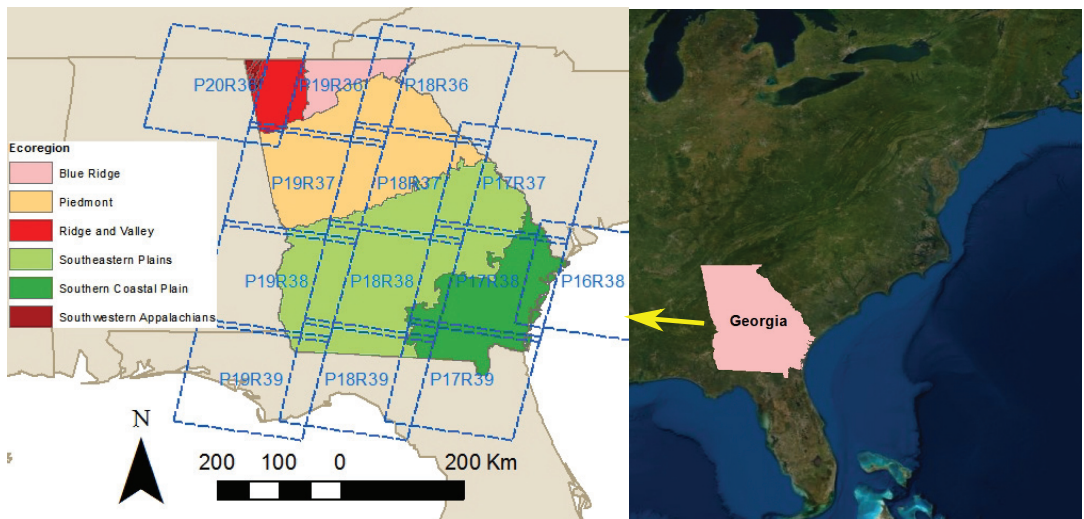 P20R36
P19R36
P18R36
Ecoregion
Blue Ridge
Piedmont
Ridge and Valley
Southeastern Plains
Southern Coastal Plain
Southwestern Appalachians
P19R37
P18R37
P17R37
P19R38
P18R38
P17R38
P16R38
P19R39
P18R39
P17R39
N
200 100 0 200 Km
Georgia